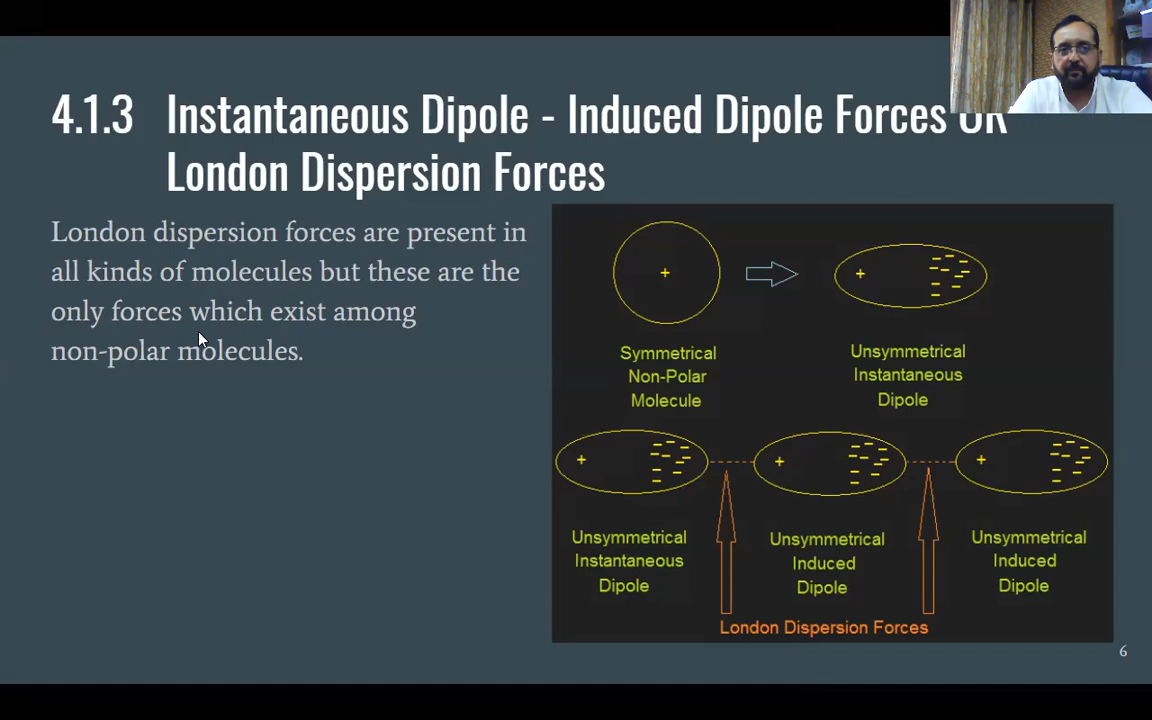 4.1.3 Instantaneous Dipole - Induced Dipole Forces OR
London Dispersion Forces
London dispersion forces are present in
all kinds of molecules but these are the
only forces which exist among
non-polar molecules.
+
+
Symmetrical
Non-Polar
Molecule
Unsymmetrical
Instantaneous
Dipole
+
+
+
Unsymmetrical
Instantaneous
Dipole
Unsymmetrical
Induced
Dipole
Unsymmetrical
Induced
Dipole
London Dispersion Forces
6